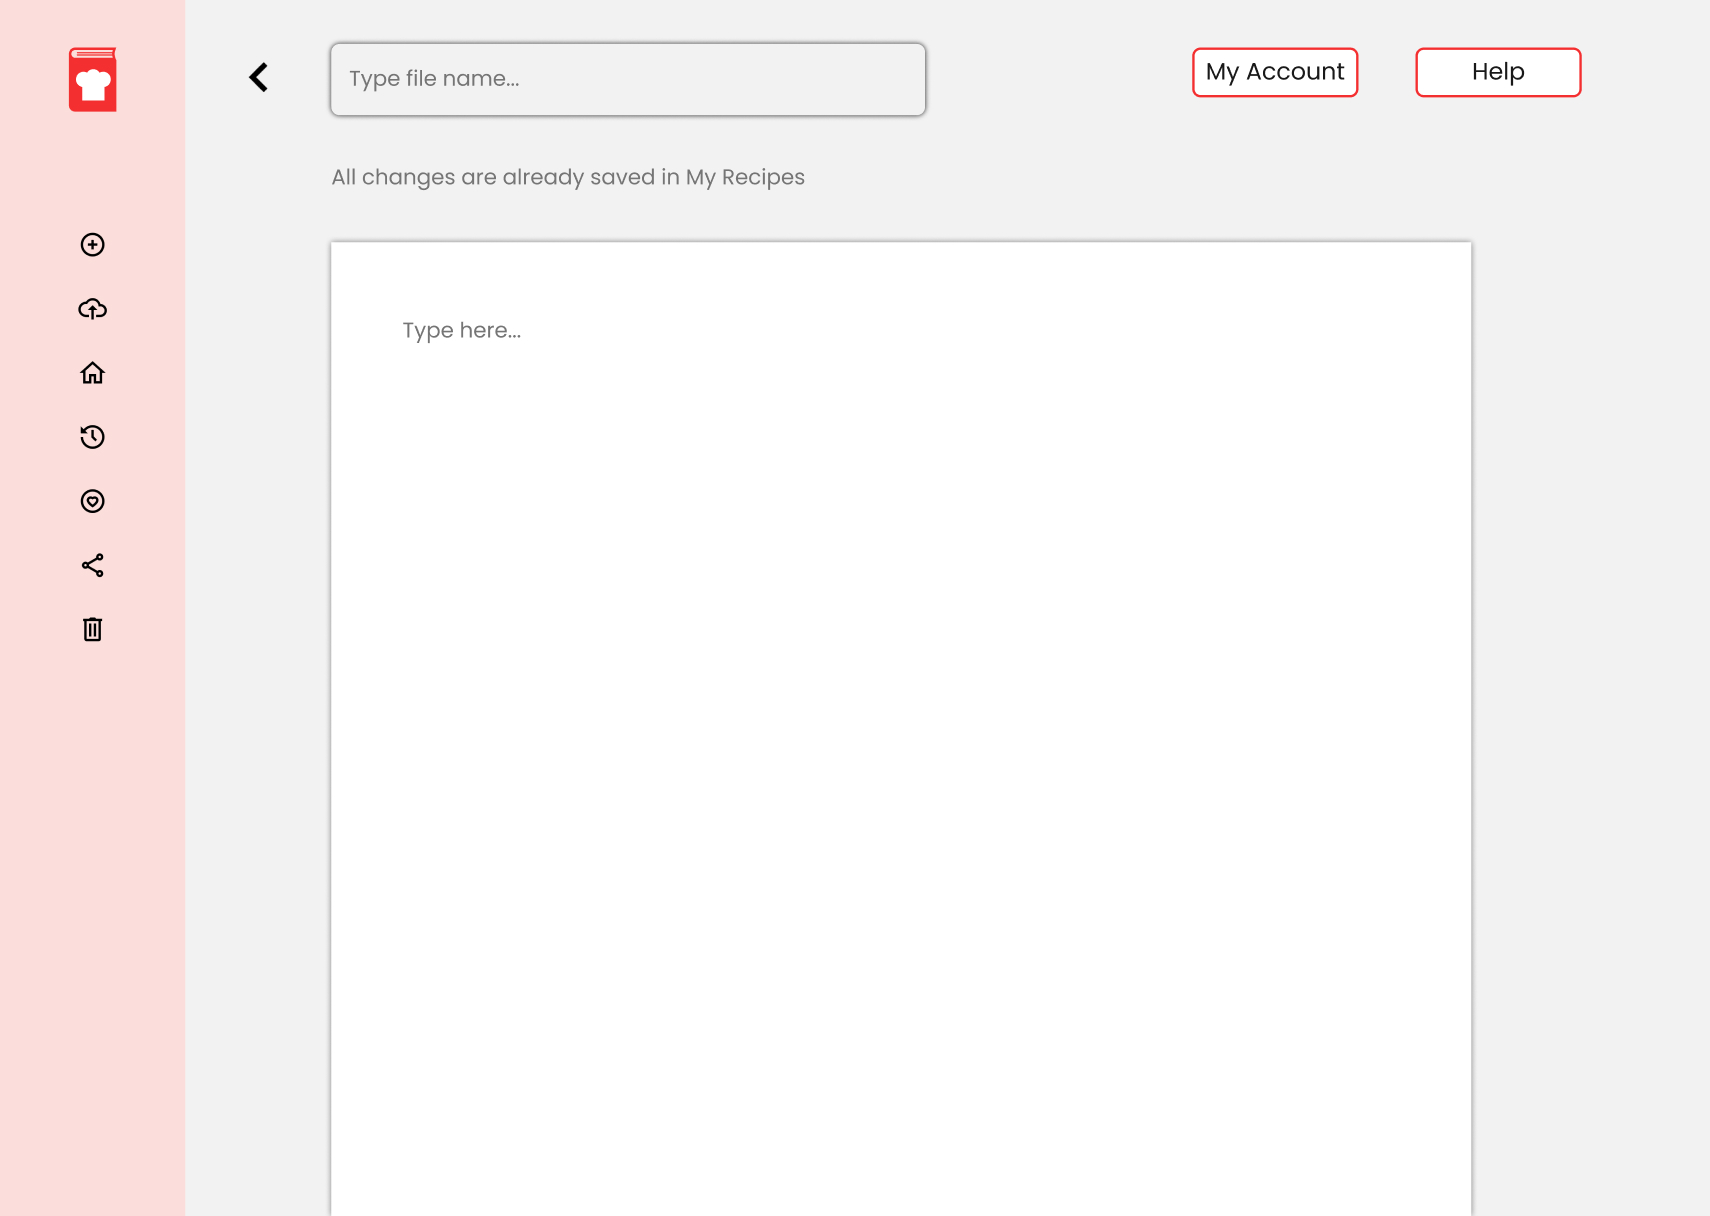 Type file name...
My Account
Help
All changes are already saved in My Recipes
Type here...